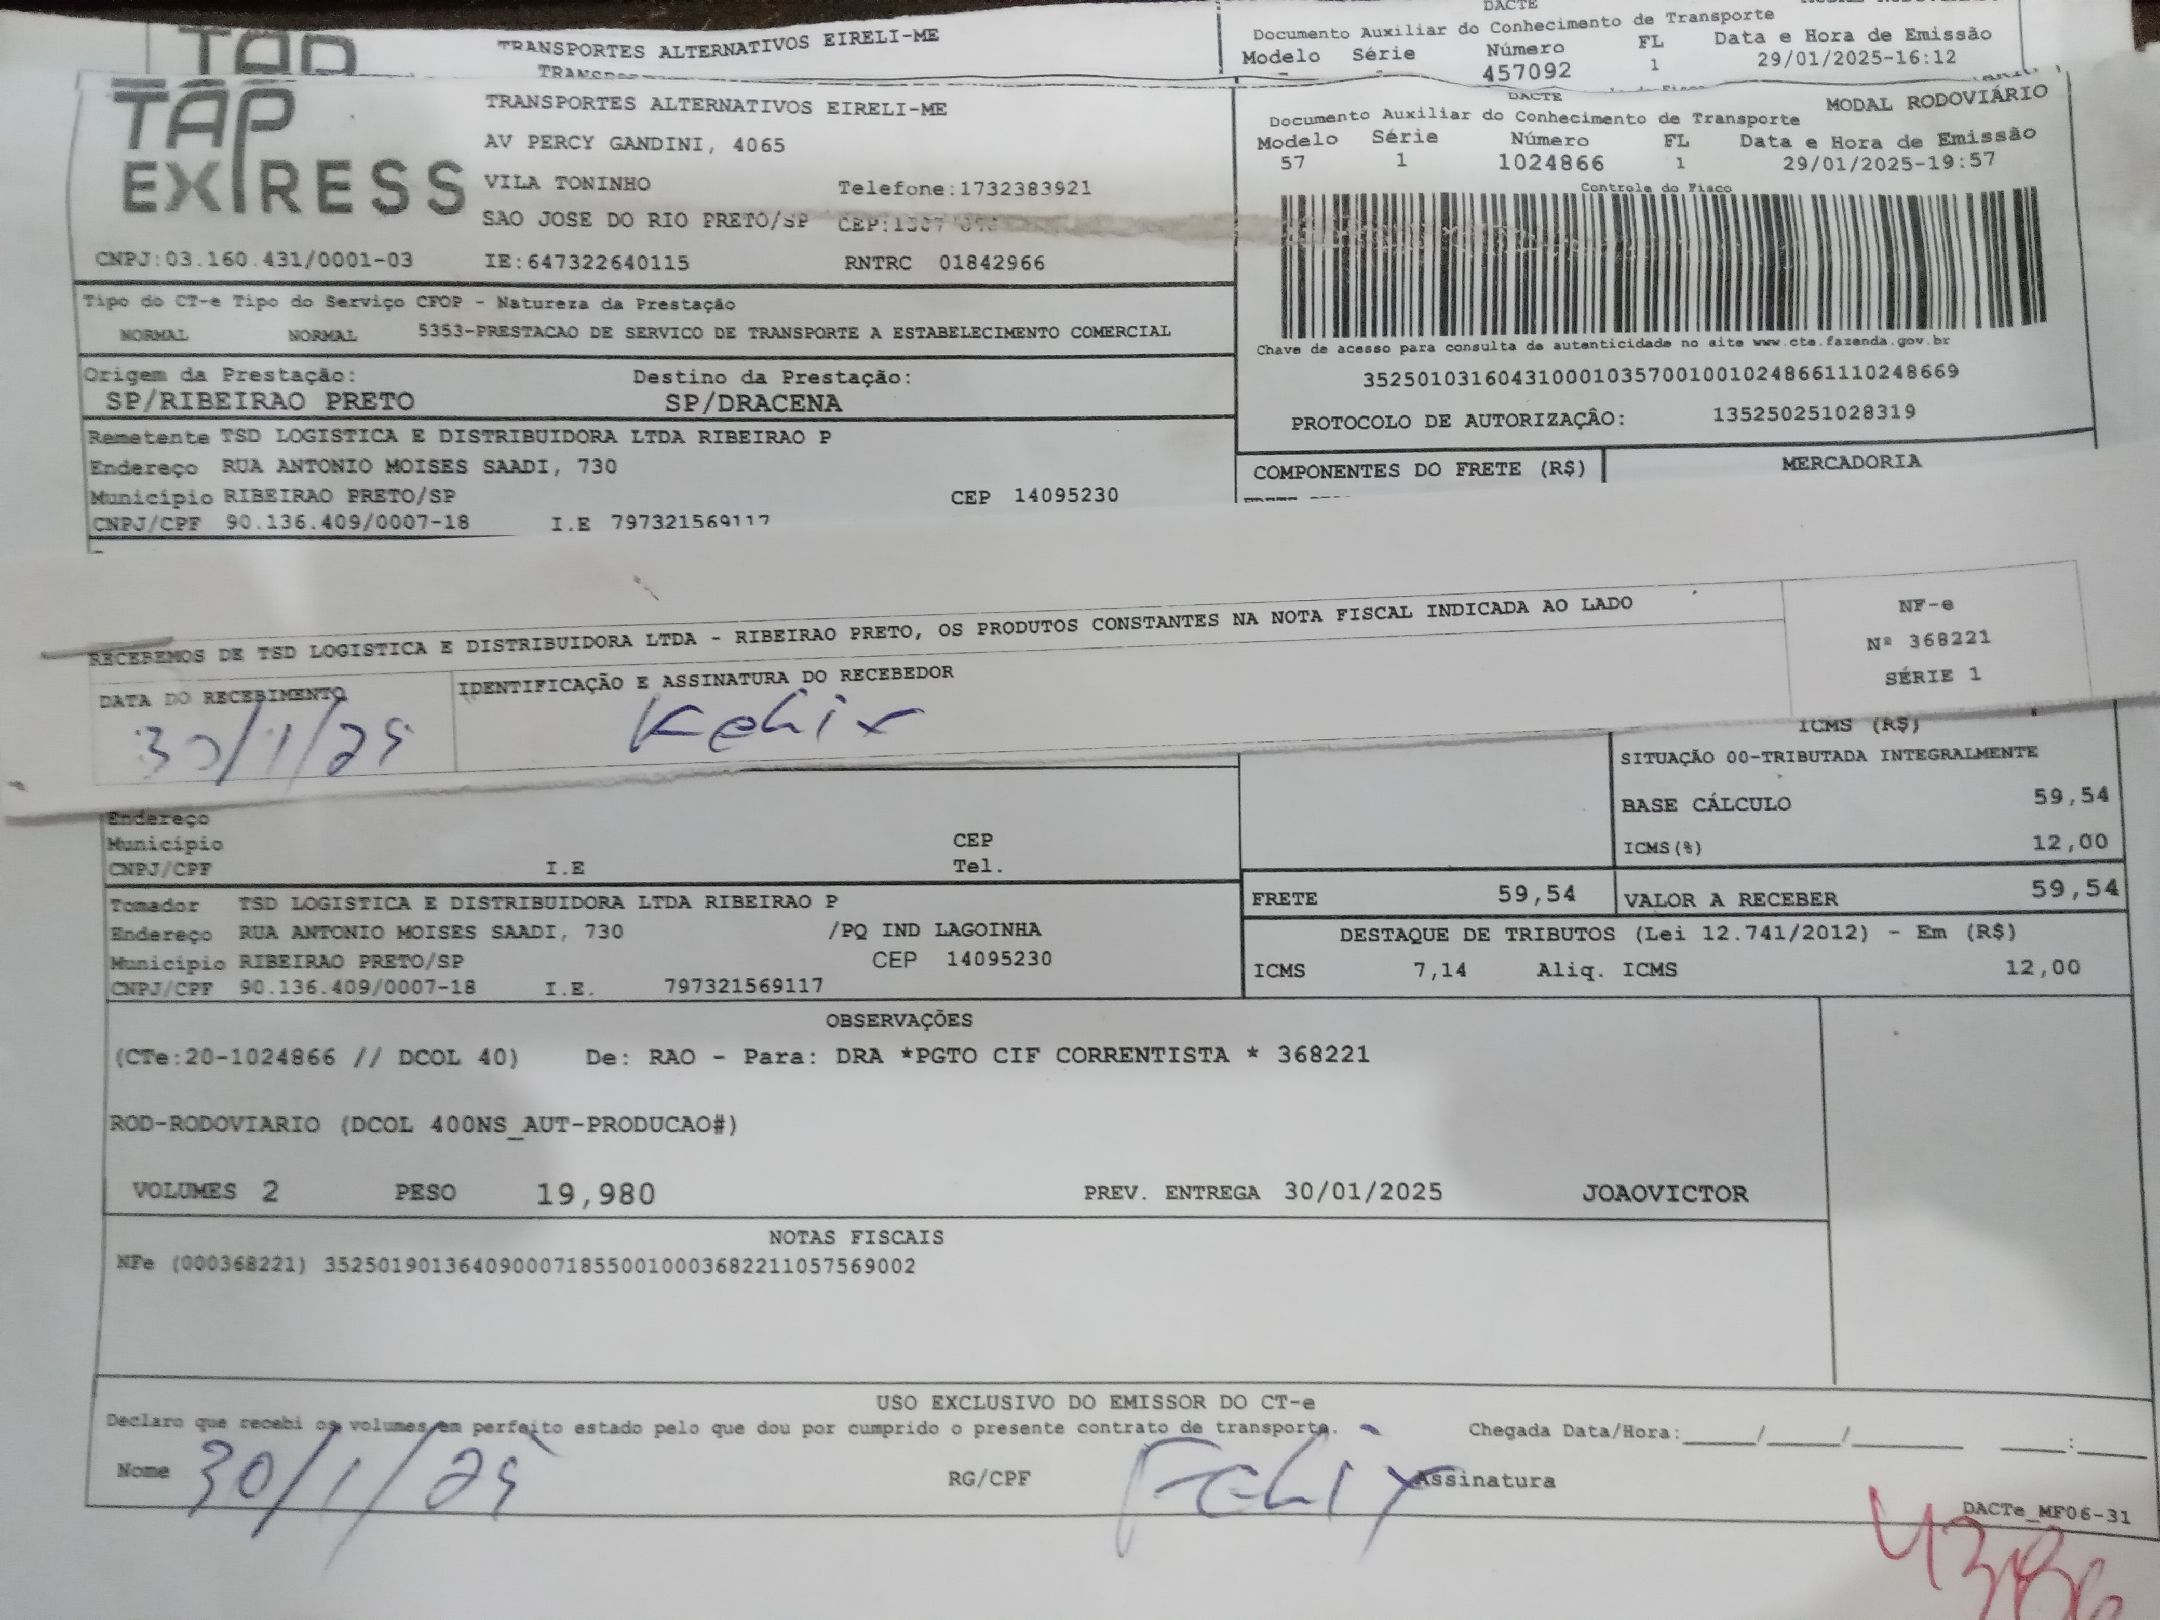 TRANSPORTES ALTERNATIVOS EIRELI-ME
DACTE
Documento Auxiliar do Conhecimento de Transporte
Modelo Série Número FL Data e Hora de Emissão
457092 1 29/01/2025-16:12
TAP EXPRESS
TRANSPORTES ALTERNATIVOS EIRELI-ME
AV PERCY GANDINI, 4065
VILA TONINHO Telefone:1732383921
SAO JOSE DO RIO PRETO/SP
CNPJ:03.160.431/0001-03 IE:647322640115 RNTRC 01842966
DACTE MODAL RODOVIÁRIO
Documento Auxiliar do Conhecimento de Transporte
Modelo Série Número FL Data e Hora de Emissão
57 1 1024866 1 29/01/2025-19:57
Controle do Fisco
Chave de acesso para consulta de autenticidade no site www.cte.fazenda.gov.br
35250103160431000103570010010248661110248669
PROTOCOLO DE AUTORIZAÇÂO: 135250251028319
Tipo do CT-e Tipo do Serviço CFOP - Natureza da Prestação
NORMAL NORMAL 5353-PRESTACAO DE SERVICO DE TRANSPORTE A ESTABELECIMENTO COMERCIAL
Origem da Prestação: Destino da Prestação:
SP/RIBEIRAO PRETO SP/DRACENA
Remetente TSD LOGISTICA E DISTRIBUIDORA LTDA RIBEIRAO P
Endereço RUA ANTONIO MOISES SAADI, 730
Município RIBEIRAO PRETO/SP CEP 14095230
CNPJ/CPF 90.136.409/0007-18 I.E 797321569117
COMPONENTES DO FRETE (R$) MERCADORIA
RECEBEMOS DE TSD LOGISTICA E DISTRIBUIDORA LTDA - RIBEIRAO PRETO, OS PRODUTOS CONSTANTES NA NOTA FISCAL INDICADA AO LADO
NF-e
Nº 368221
SÉRIE 1
DATA DO RECEBIMENTO IDENTIFICAÇÃO E ASSINATURA DO RECEBEDOR
30/1/25
ICMS (R$)
SITUAÇÃO 00-TRIBUTADA INTEGRALMENTE
BASE CÁLCULO 59,54
ICMS(%) 12,00
Endereço
Município CEP
CNPJ/CPF I.E Tel.
FRETE 59,54 VALOR A RECEBER 59,54
Tomador TSD LOGISTICA E DISTRIBUIDORA LTDA RIBEIRAO P
Endereço RUA ANTONIO MOISES SAADI, 730 /PQ IND LAGOINHA
Município RIBEIRAO PRETO/SP CEP 14095230
CNPJ/CPF 90.136.409/0007-18 I.E. 797321569117
DESTAQUE DE TRIBUTOS (Lei 12.741/2012) - Em (R$)
ICMS 7,14 Aliq. ICMS 12,00
OBSERVAÇÕES
(CTe:20-1024866 // DCOL 40) De: RAO - Para: DRA *PGTO CIF CORRENTISTA * 368221
ROD-RODOVIARIO (DCOL 400NS_AUT-PRODUCAO#)
VOLUMES 2 PESO 19,980 PREV. ENTREGA 30/01/2025 JOAOVICTOR
NOTAS FISCAIS
NFe (000368221) 35250190136409000718550010003682211057569002
USO EXCLUSIVO DO EMISSOR DO CT-e
Declaro que recebi os volumes em perfeito estado pelo que dou por cumprido o presente contrato de transporte. Chegada Data/Hora:____/____/______ ___:____
Nome 30/1/25 RG/CPF Assinatura
DACTe_MF06-31